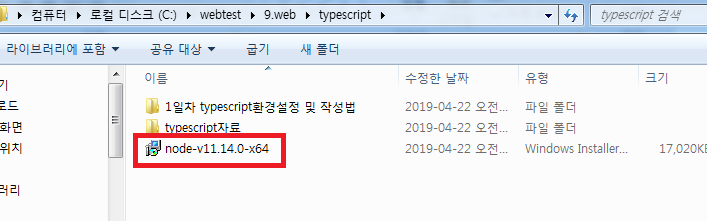 컴퓨터 ▸ 로컬 디스크 (C:) ▸ webtest ▸ 9.web ▸ typescript ▸ typescript 검색
라이브러리에 포함 공유 대상 굽기 새 폴더
이름 수정한 날짜 유형 크기
1일차 typescript환경설정 및 작성법 2019-04-22 오전... 파일 폴더
typescript자료 2019-04-22 오전... 파일 폴더
node-v11.14.0-x64 2019-04-22 오전... Windows Installer... 17,020KB
기
로드
화면
위치
러리